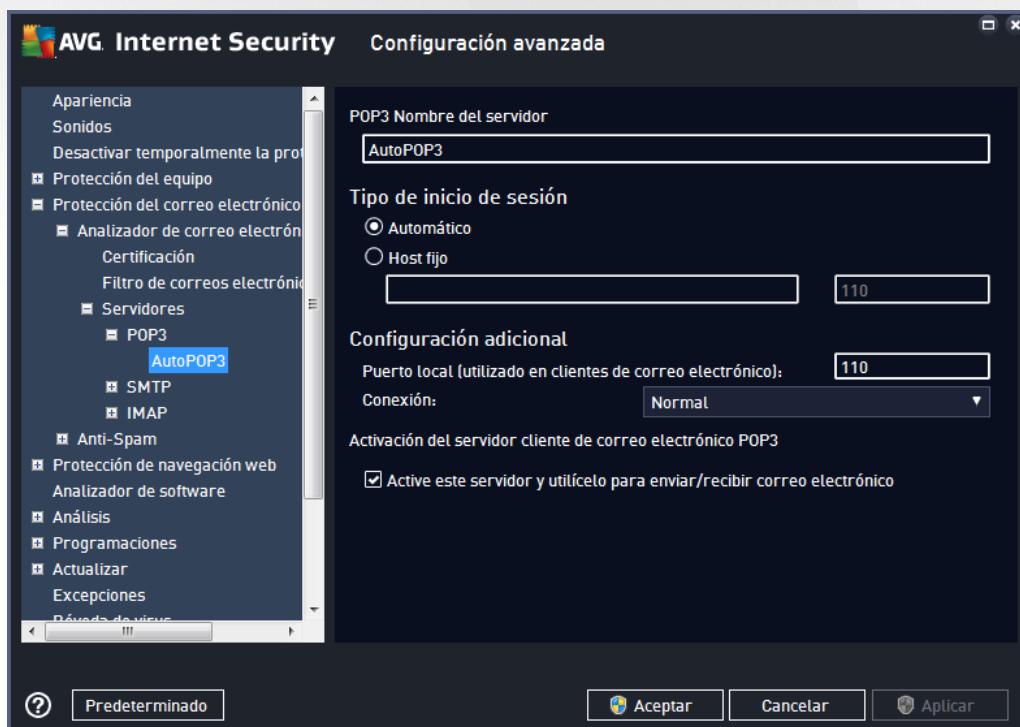 AVG. Internet Security Configuración avanzada
Apariencia
Sonidos
Desactivar temporalmente la prot
Protección del equipo
Protección del correo electrónico
Analizador de correo electrón
Certificación
Filtro de correos electrónic
Servidores
POP3
AutoPOP3
SMTP
IMAP
Anti-Spam
Protección de navegación web
Analizador de software
Análisis
Programaciones
Actualizar
Excepciones
Bóveda de virus
POP3 Nombre del servidor
AutoPOP3
Tipo de inicio de sesión
Automático
Host fijo
110
Configuración adicional
Puerto local (utilizado en clientes de correo electrónico): 110
Conexión: Normal
Activación del servidor cliente de correo electrónico POP3
Active este servidor y utilícelo para enviar/recibir correo electrónico
? Predeterminado Aceptar Cancelar Aplicar